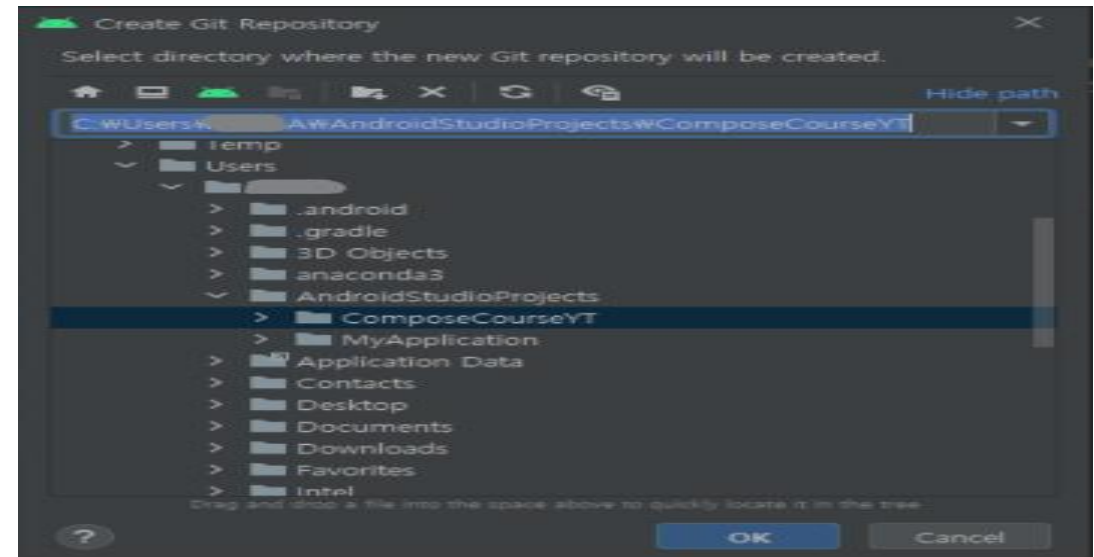 Create Git Repository
Select directory where the new Git repository will be created.
Hide path
C:₩Users₩ A₩AndroidStudioProjects₩ComposeCourseYT
Temp
Users
.android
.gradle
3D Objects
anaconda3
AndroidStudioProjects
ComposeCourseYT
MyApplication
Application Data
Contacts
Desktop
Documents
Downloads
Favorites
Intel
Drag and drop a file into the space above to quickly locate it in the tree
?
OK Cancel